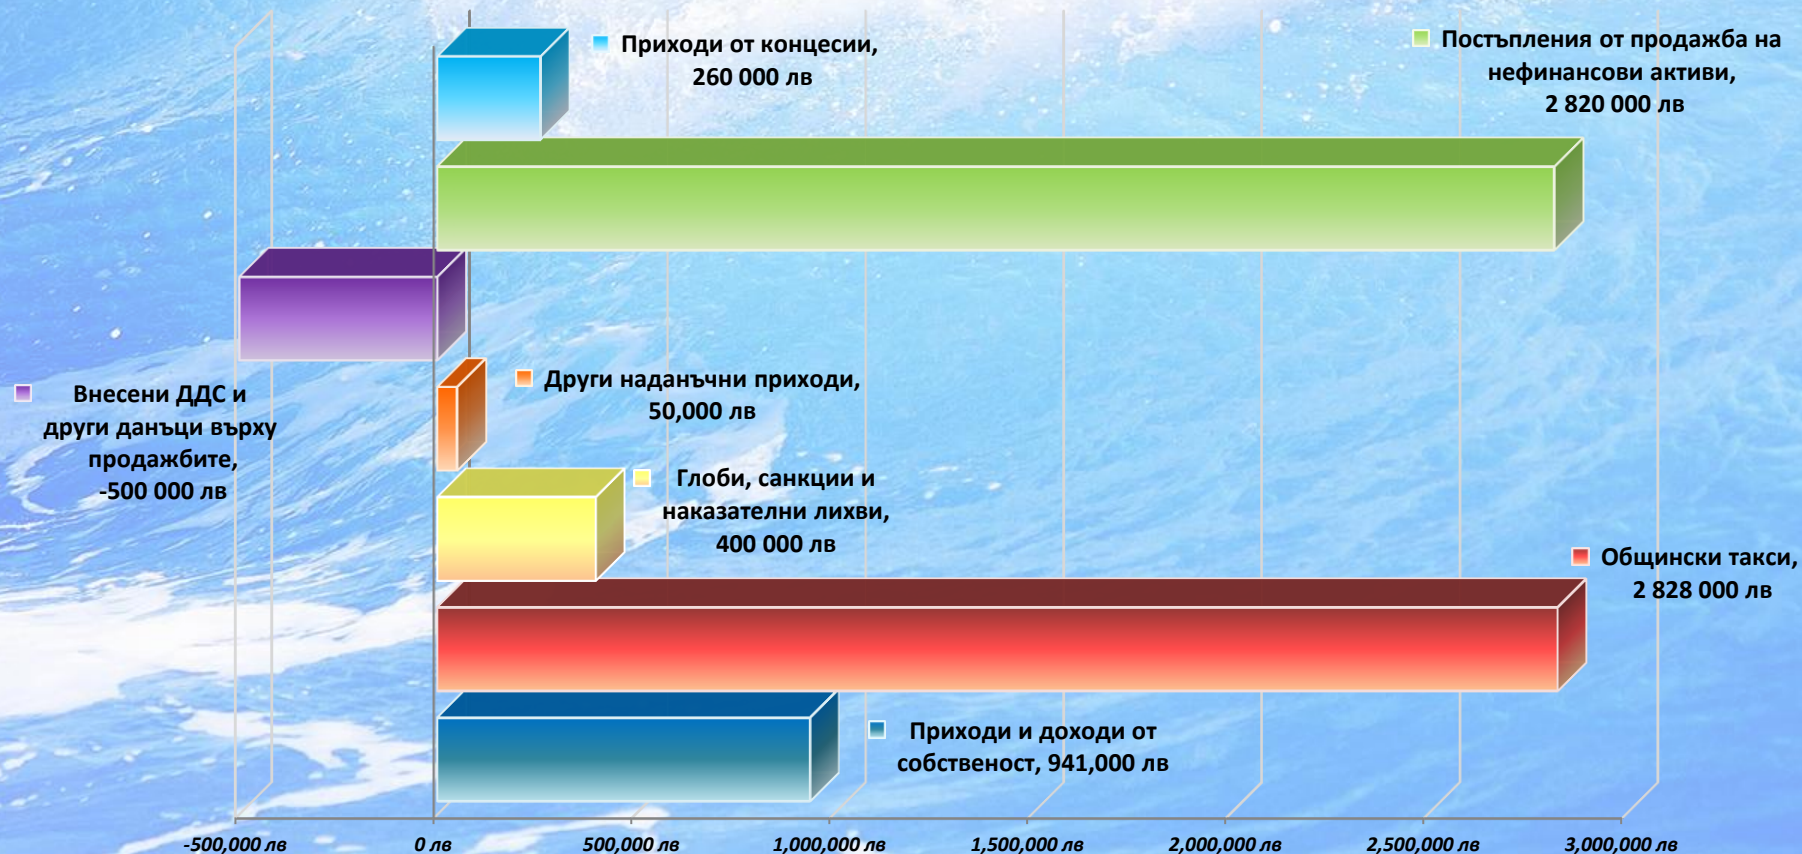 Приходи от концесии,
260 000 лв
Постъпления от продажба на
нефинансови активи,
2 820 000 лв
Внесени ДДС и
други данъци върху
продажбите,
-500 000 лв
Други наданъчни приходи,
50,000 лв
Глоби, санкции и
наказателни лихви,
400 000 лв
Общински такси,
2 828 000 лв
Приходи и доходи от
собственост, 941,000 лв
-500,000 лв 0 лв 500,000 лв 1,000,000 лв 1,500,000 лв 2,000,000 лв 2,500,000 лв 3,000,000 лв